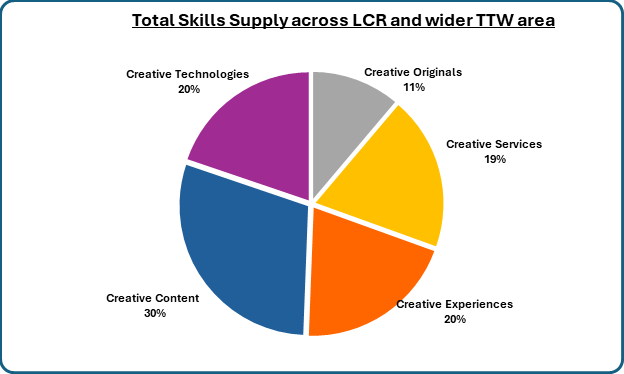 Total Skills Supply across LCR and wider TTW area
Creative Originals
11%
Creative Services
19%
Creative Experiences
20%
Creative Content
30%
Creative Technologies
20%